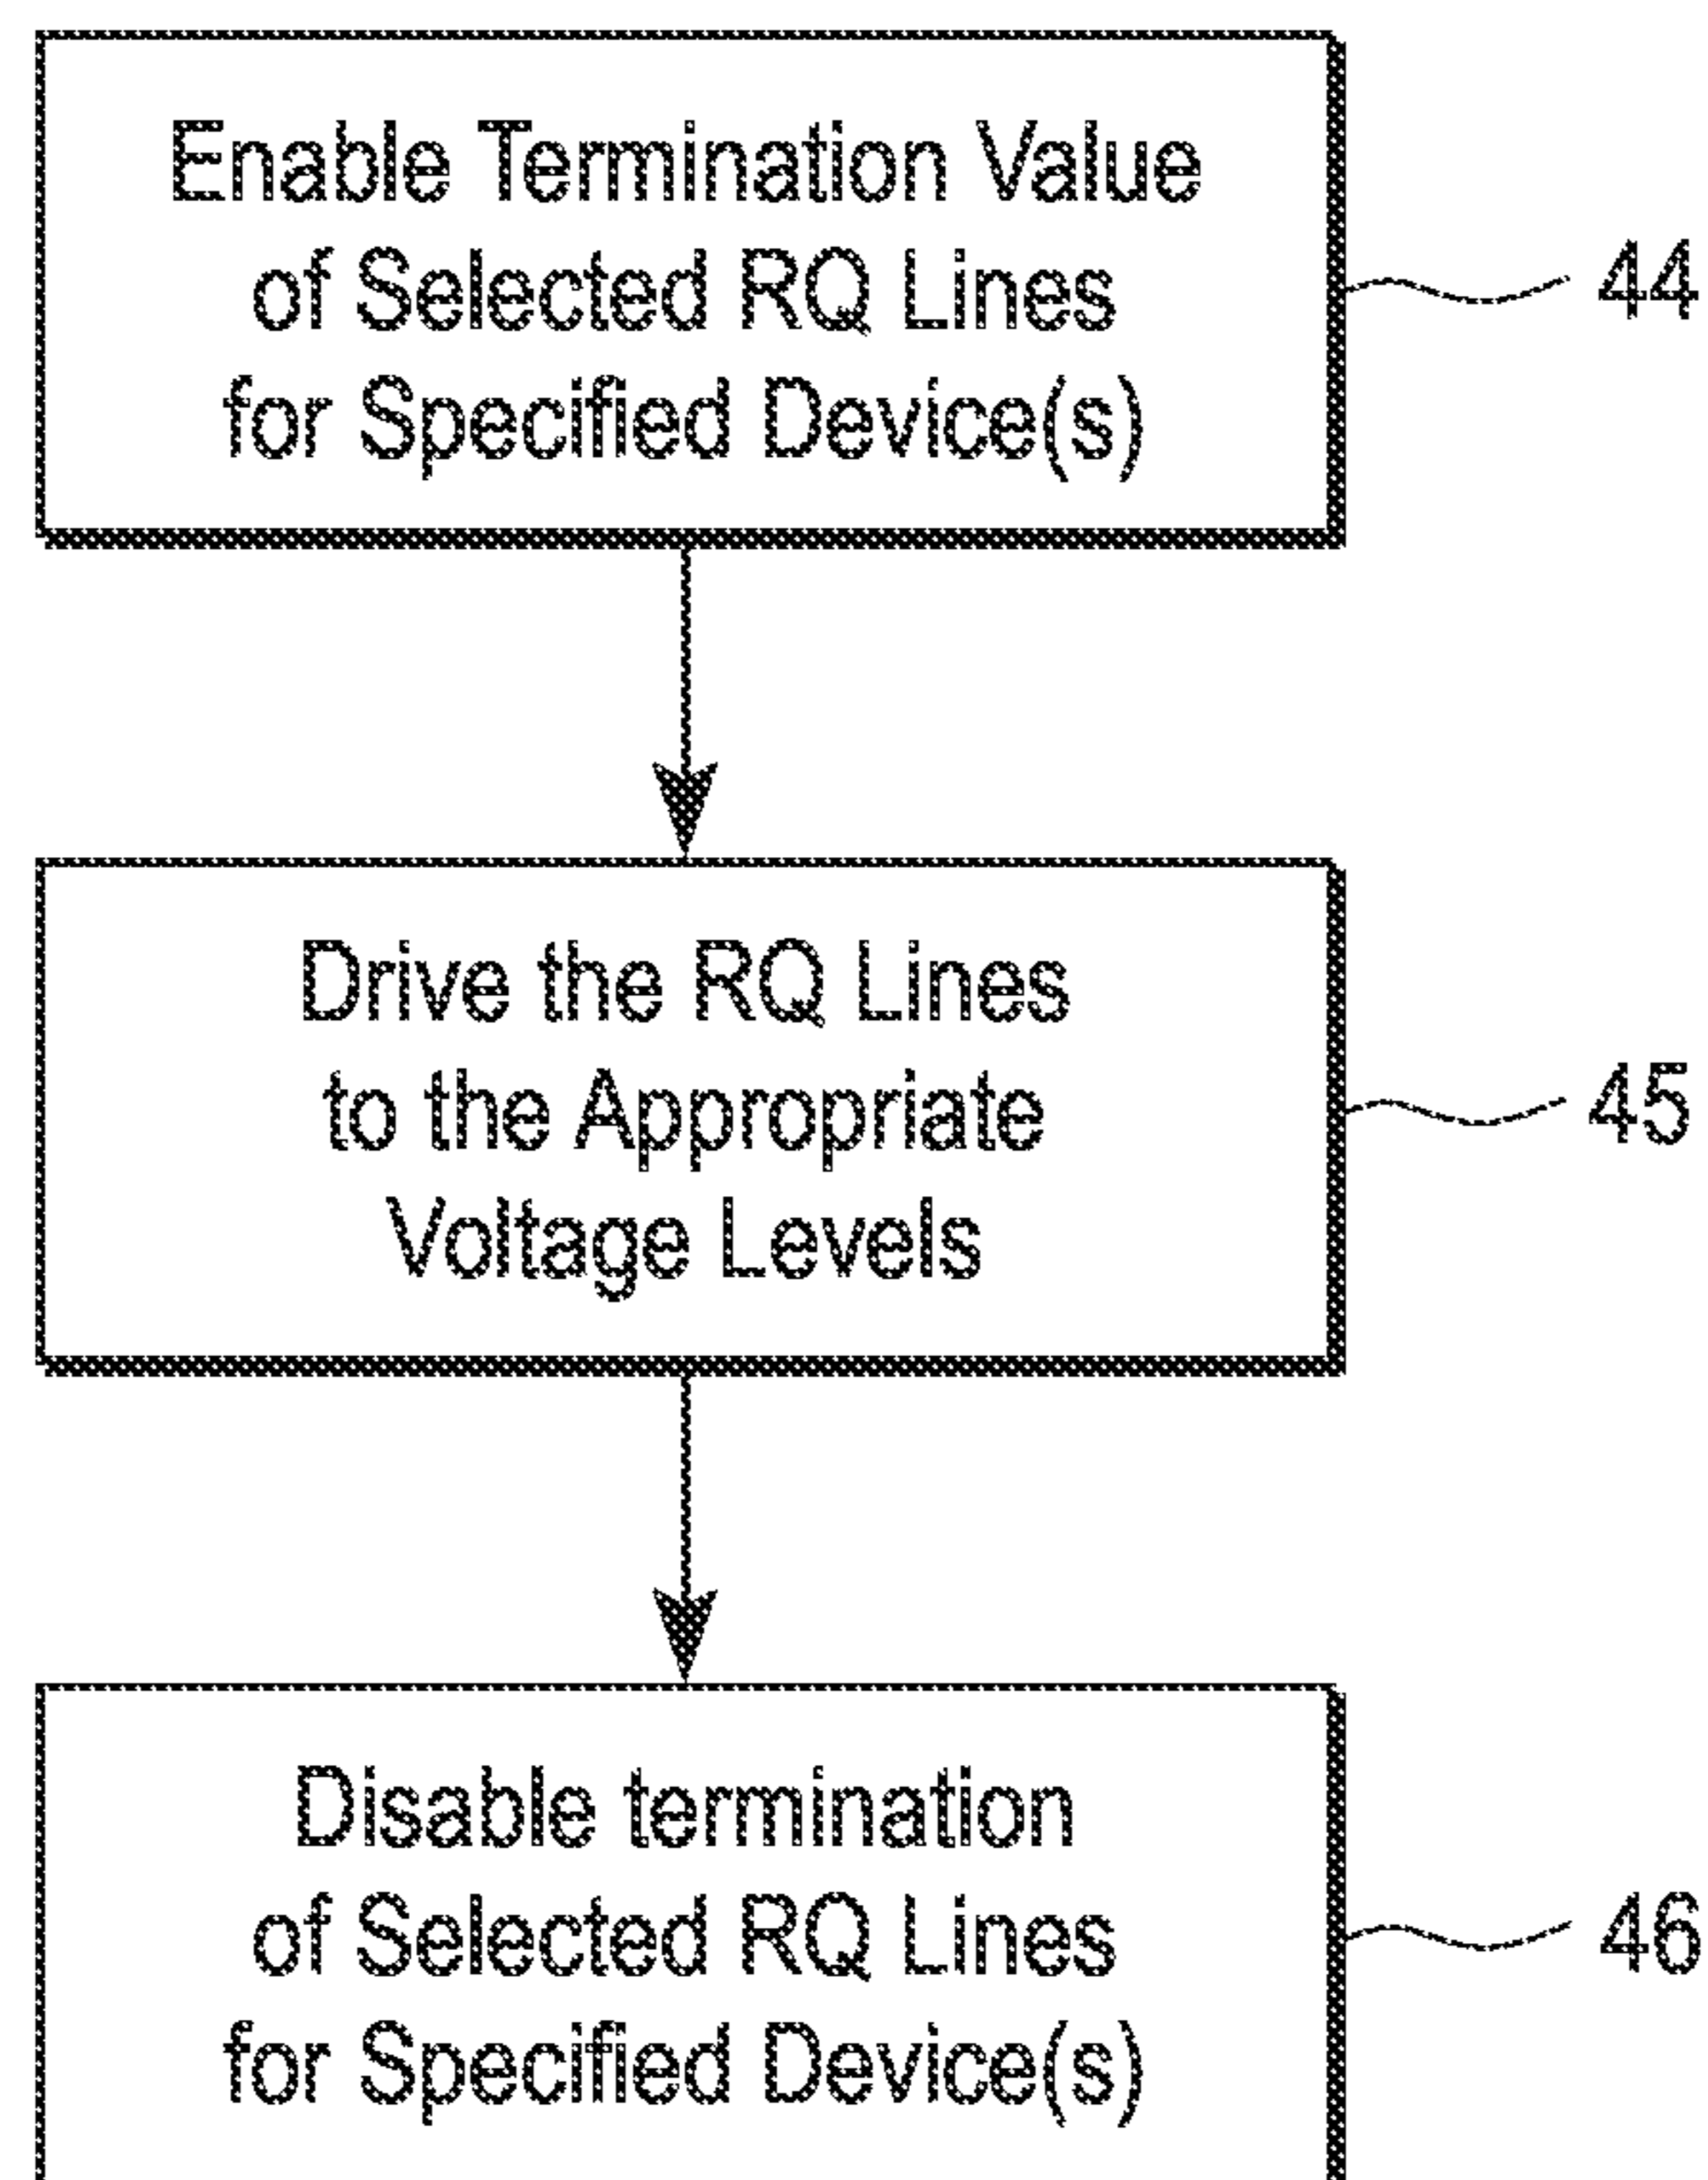 Enable Termination Value
of Selected RQ Lines
for Specified Device(s)
44
Drive the RQ Lines
to the Appropriate
Voltage Levels
45
Disable termination
of Selected RQ Lines
for Specified Device(s)
46